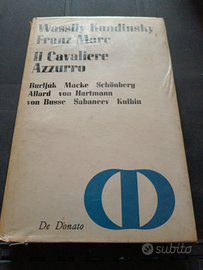 Wassily Kandinsky
Franz Marc
il Cavaliere
Azzurro
Burljúk Macke Schönberg
Allard von Hartmann
von Busse Sabaneev Kulbin
De Donato
subito